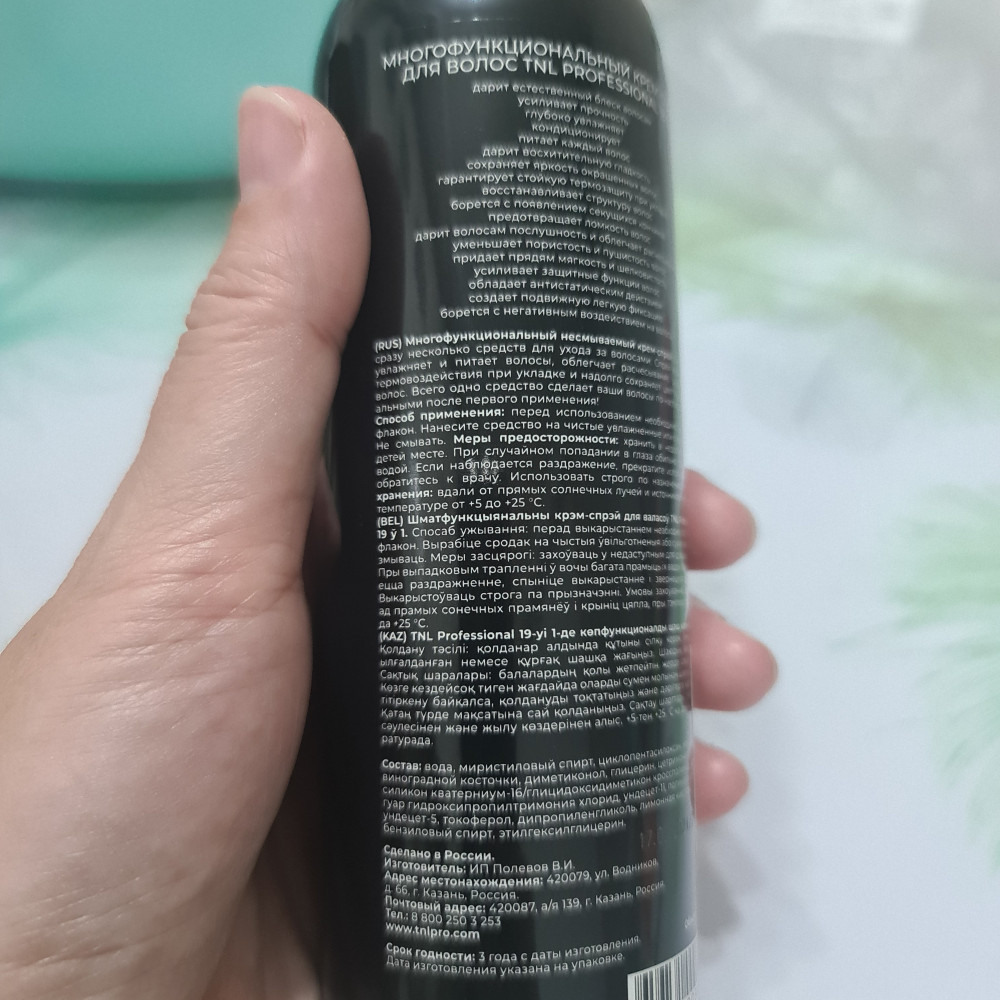 МНОГОФУНКЦИОНАЛЬНЫЙ
ДЛЯ ВОЛОС TNL PROFESSIONAL
дарит естественный блеск волосам
усиливает прочность
глубоко увлажняет
кондиционирует
питает каждый волос
дарит восхитительную гладкость
сохраняет яркость окрашенных
гарантирует стойкую термозащиту при
восстанавливает структуру волос
борется с появлением секущихся
предотвращает ломкость волос
дарит волосам послушность и облегчает
уменьшает пористость и пушистость
придает прядям мягкость и
усиливает защитные функции
обладает антистатическим действием
создает подвижную легкую фиксацию
борется с негативным воздействием на
(RUS) Многофункциональный несмываемый крем
сразу несколько средств для ухода за волосами.
увлажняет и питает волосы, облегчает
термовоздействия при укладке и надолго
волос. Всего одно средство сделает ваши волосы
альными после первого применения!
Способ применения: перед использованием
флакон. Нанесите средство на чистые увлажненные
Не смывать. Меры предосторожности: хранить в
детей месте. При случайном попадании в глаза
водой. Если наблюдается раздражение, прекратите
обратитесь к врачу. Использовать строго по
хранения: вдали от прямых солнечных лучей и
температуре от +5 до +25 °С.
(BEL) Шматфункцыянальны крэм-спрэй для валасоў
19 ў 1. Спосаб ужывання: перад выкарыстаннем
флакон. Вырабіце сродак на чыстыя ўвільготненыя
змываць. Меры засцярогі: захоўваць у недаступным для
Пры выпадковым трапленні ў вочы багата
ецца раздражненне, спыніце выкарыстанне і
Выкарыстоўваць строга па прызначэнні. Умовы
ад прамых сонечных прамянёў і крыніц цяпла, пры
да +25 °С.
(KAZ) TNL Professional 19-уі 1-де көпфункционалды
Қолдану тәсілі: қолданар алдында құтыны сілку
ылғалданған немесе құрғақ шашқа жағыңыз.
Сақтық шаралары: балалардың қолы жетпейтін
Көзге кездейсоқ тиген жағдайда оларды сумен
тітіркену байқалса, қолдануды тоқтатыңыз және
Қатаң түрде мақсатына сай қолданыңыз. Сақтау
сәулесінен және жылу көздерінен алыс, +5-тен +25 °С
ратурада.
Состав: вода, миристиловый спирт,
виноградной косточки, диметиконол, глицерин,
силикон кватерниум-16/глицидоксидиметикон
гуар гидроксипропилтримония хлорид, ундецет-11,
ундецет-5, токоферол, дипропиленгликоль, лимонная
бензиловый спирт, этилгексилглицерин.
Сделано в России.
Изготовитель: ИП Полевов В.И.
Адрес местонахождения: 420079, ул. Водников,
д. 66, г. Казань, Россия.
Почтовый адрес: 420087, а/я 139, г. Казань, Россия.
Тел.: 8 800 250 3 253
www.tnlpro.com
Срок годности: 3 года с даты изготовления.
Дата изготовления указана на упаковке.